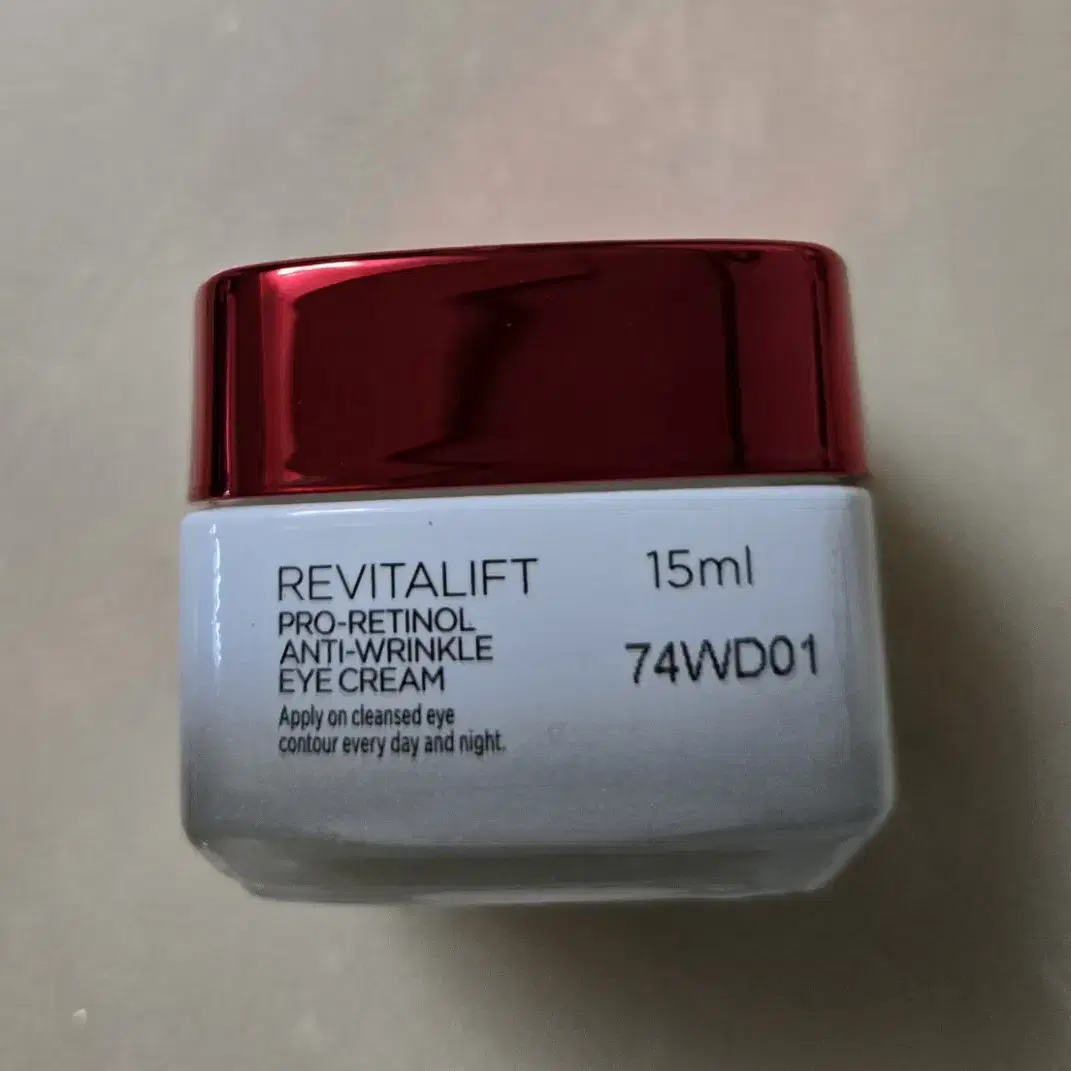 REVITALIFT
PRO-RETINOL
ANTI-WRINKLE
EYE CREAM
Apply on cleansed eye
contour every day and night.
15ml
74WD01